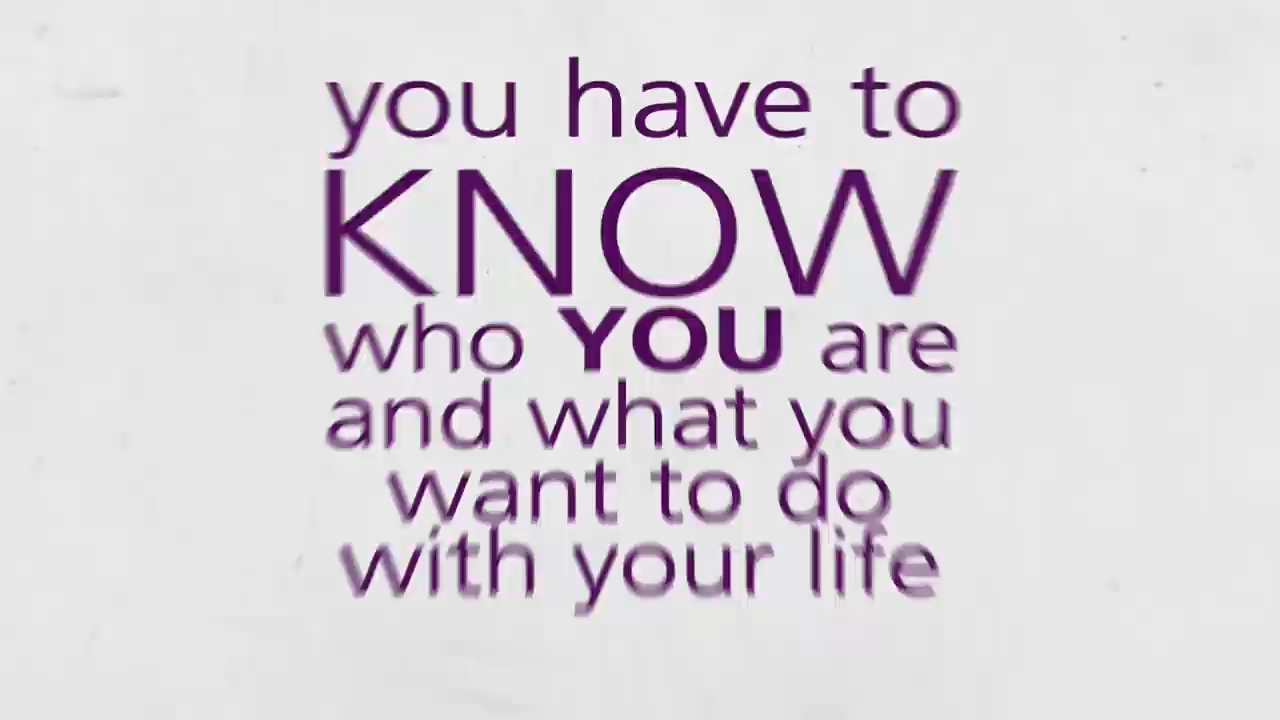 you have to
KNOW
who YOU are
and what you
want to do
with your life